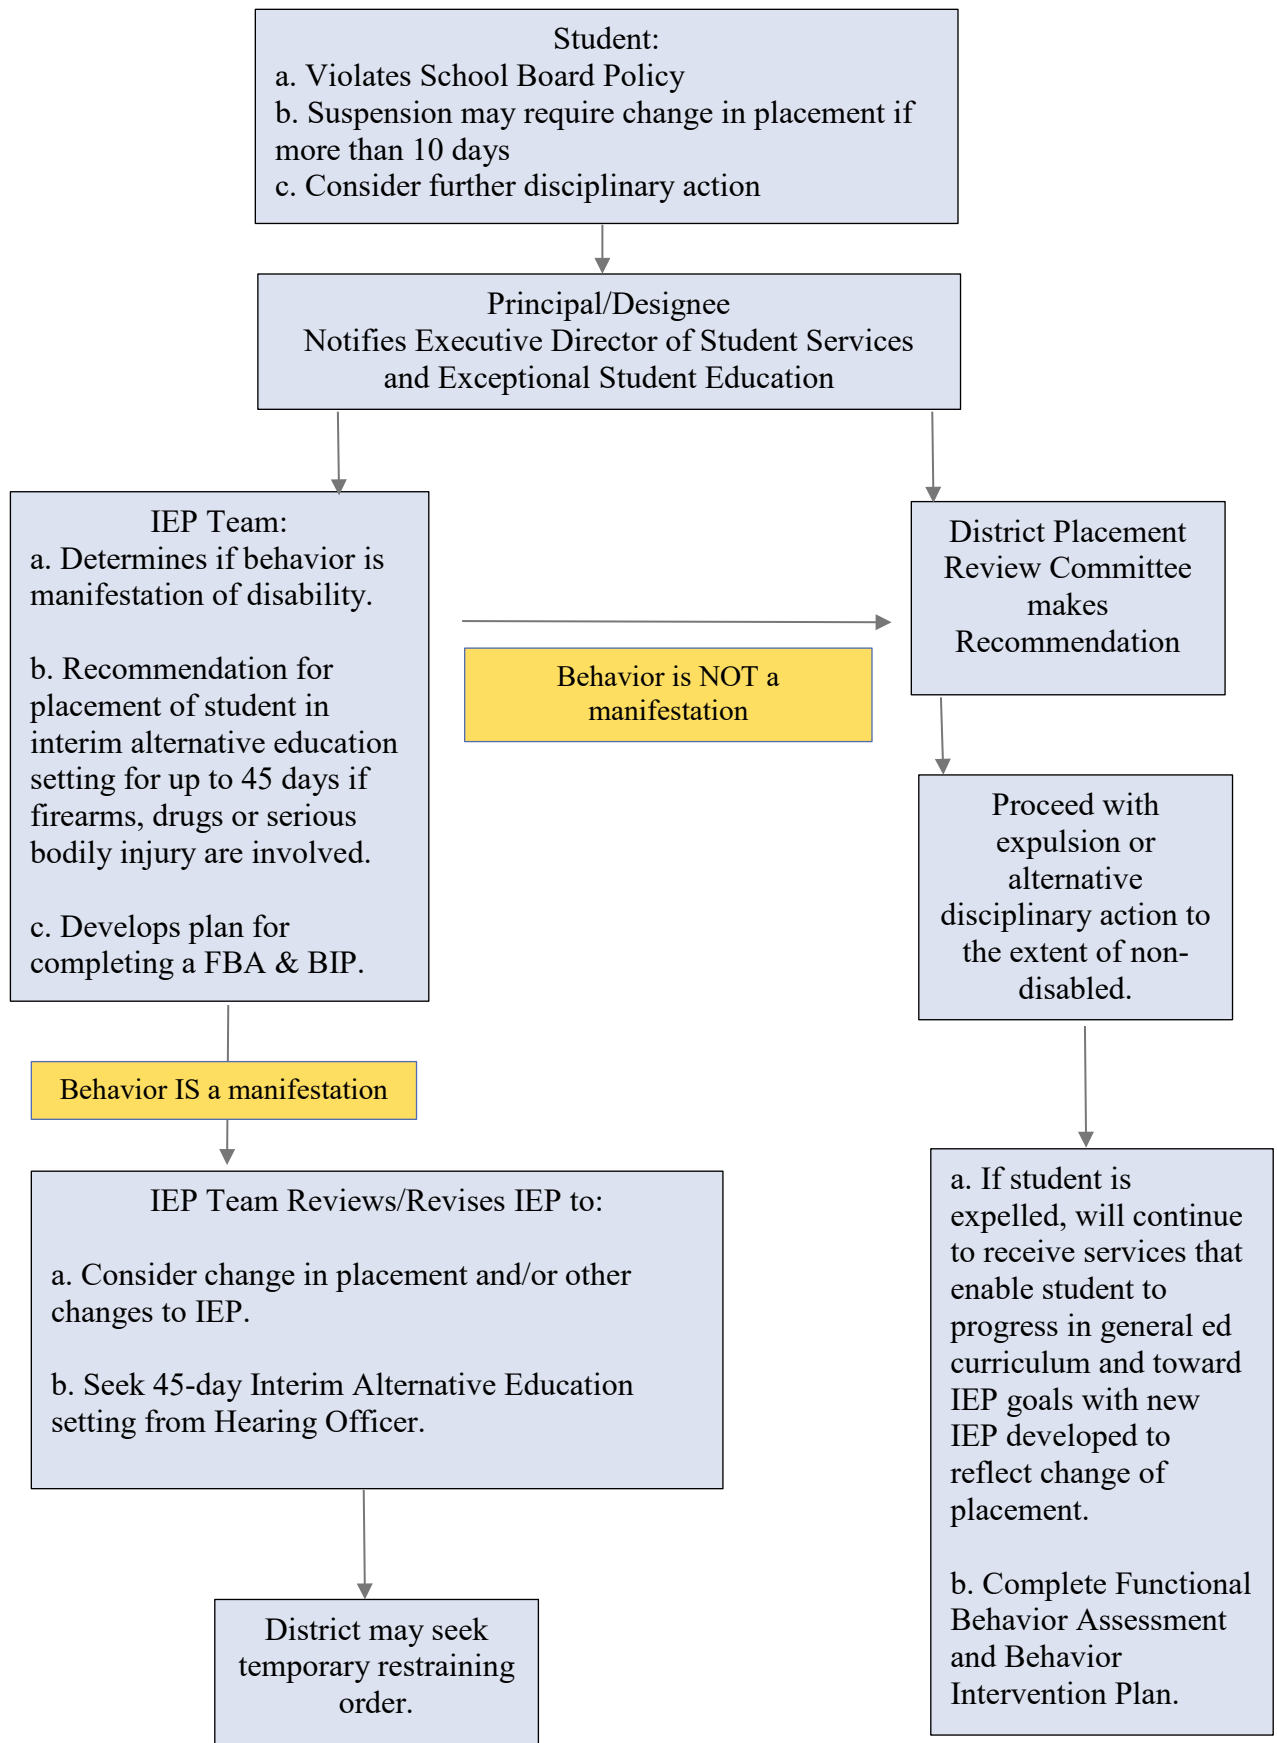 Student:
a. Violates School Board Policy
b. Suspension may require change in placement if
more than 10 days
c. Consider further disciplinary action
Principal/Designee
Notifies Executive Director of Student Services
and Exceptional Student Education
IEP Team:
a. Determines if behavior is
manifestation of disability.
b. Recommendation for
placement of student in
interim alternative education
setting for up to 45 days if
firearms, drugs or serious
bodily injury are involved.
c. Develops plan for
completing a FBA & BIP.
Behavior is NOT a
manifestation
District Placement
Review Committee
makes
Recommendation
Proceed with
expulsion or
alternative
disciplinary action to
the extent of non-
disabled.
Behavior IS a manifestation
IEP Team Reviews/Revises IEP to:
a. Consider change in placement and/or other
changes to IEP.
b. Seek 45-day Interim Alternative Education
setting from Hearing Officer.
a. If student is
expelled, will continue
to receive services that
enable student to
progress in general ed
curriculum and toward
IEP goals with new
IEP developed to
reflect change of
placement.
b. Complete Functional
Behavior Assessment
and Behavior
Intervention Plan.
District may seek
temporary restraining
order.